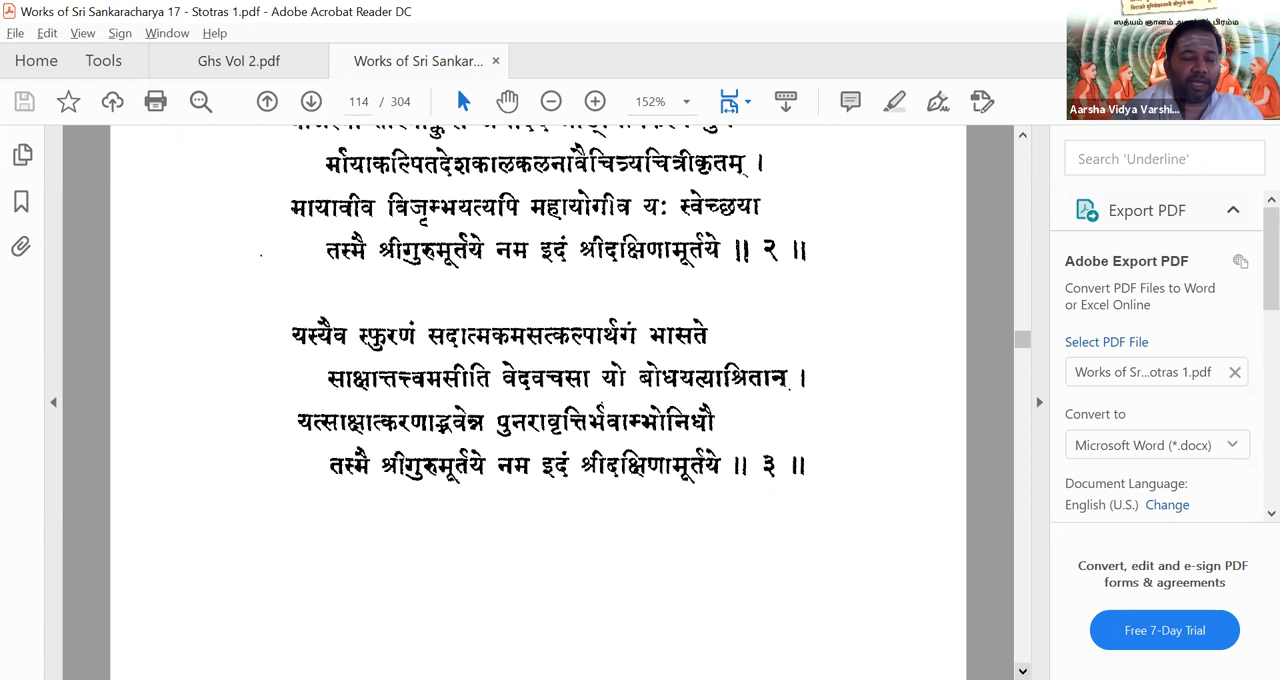 Works of Sri Sankaracharya 17 - Stotras 1.pdf - Adobe Acrobat Reader DC
File Edit View Sign Window Help
Home Tools Ghs Vol 2.pdf Works of Sri Sankar... ×
114 / 304 152%
र्मायाकल्पितदेशकालकलनावैचित्र्यचित्रीकृतम् ।
मायावीव विजृम्भयत्यपि महायोगीव यः स्वेच्छया
तस्मै श्रीगुरुमूर्तये नम इदं श्रीदक्षिणामूर्तये ॥ २ ॥
यस्यैव स्फुरणं सदात्मकमसत्कल्पार्थगं भासते
साक्षात्तत्त्वमसीति वेदवचसा यो बोधयत्याश्रितान् ।
यत्साक्षात्करणाद्भवेन्न पुनरावृत्तिर्भवाम्भोनिधौ
तस्मै श्रीगुरुमूर्तये नम इदं श्रीदक्षिणामूर्तये ॥ ३ ॥
Aarsha Vidya Varshi...
Search 'Underline'
Export PDF
Adobe Export PDF
Convert PDF Files to Word
or Excel Online
Select PDF File
Works of Sr...otras 1.pdf
Convert to
Microsoft Word (*.docx)
Document Language:
English (U.S.) Change
Convert, edit and e-sign PDF
forms & agreements
Free 7-Day Trial